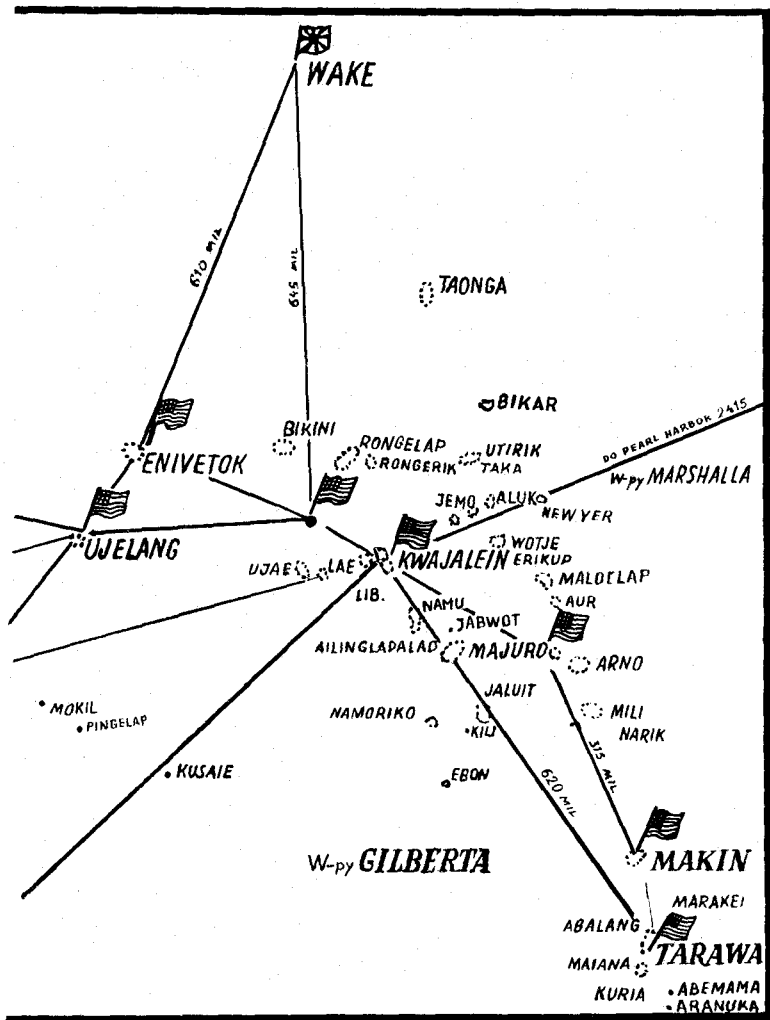 WAKE
610 MIL
645 MIL
TAONGA
BIKAR
BIKINI
RONGELAP
RONGERIK
UTIRIK
TAKA
ENIVETOK
DO PEARL HARBOR 2415
W-py MARSHALLA
JEMO
ALUK
NEW YER
UJELANG
KWAJALEIN
WOTJE
ERIKUP
UJAE
LAE
LIB.
MALOELAP
AUR
NAMU
JABWOT
AILINGLAPALAO
MAJURO
ARNO
JALUIT
MOKIL
PINGELAP
NAMORIKO
KILI
MILI
NARIK
KUSAIE
EBON
315 MIL
620 MIL
W-py GILBERTA
MAKIN
MARAKEI
ABALANG
TARAWA
MAIANA
KURIA
ABEMAMA
ARANUKA